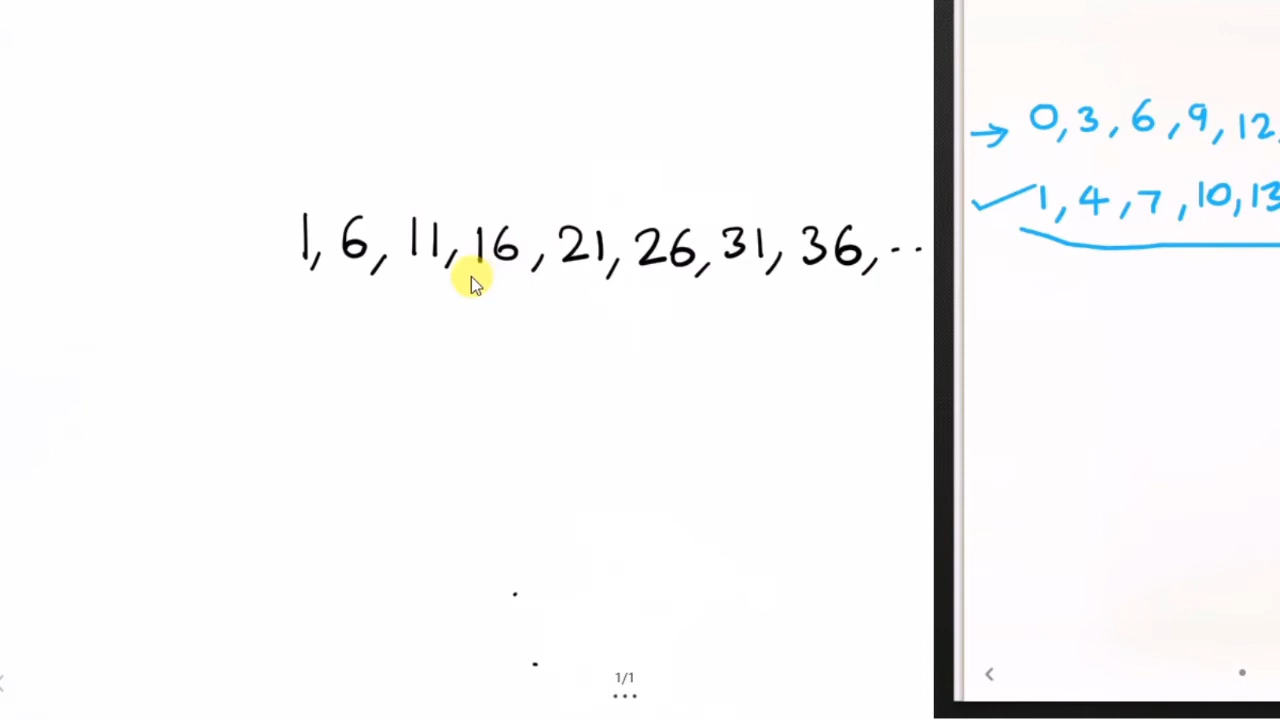 1, 6, 11, 16, 21, 26, 31, 36, ..
→ 0, 3, 6, 9, 12,
✓ 1, 4, 7, 10, 13
1/1